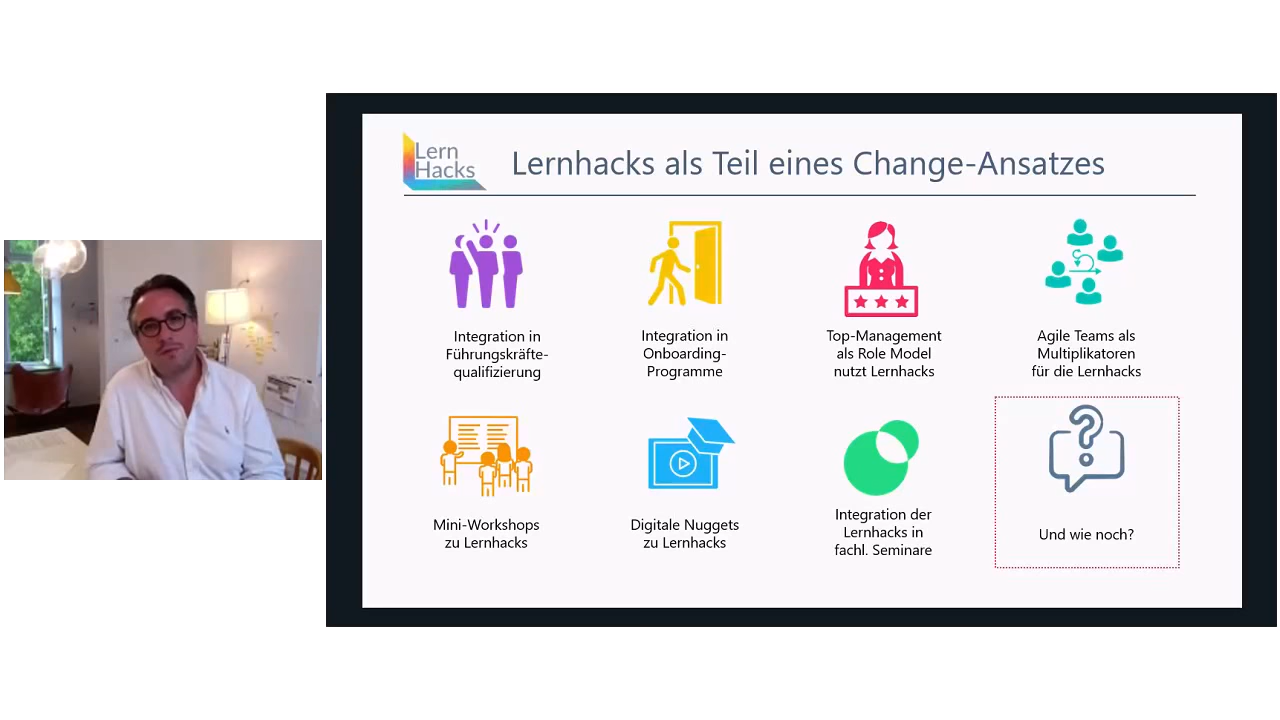 Lern
Hacks
Lernhacks als Teil eines Change-Ansatzes
Integration in
Führungskräfte-
qualifizierung
Integration in
Onboarding-
Programme
Top-Management
als Role Model
nutzt Lernhacks
Agile Teams als
Multiplikatoren
für die Lernhacks
Mini-Workshops
zu Lernhacks
Digitale Nuggets
zu Lernhacks
Integration der
Lernhacks in
fachl. Seminare
Und wie noch?